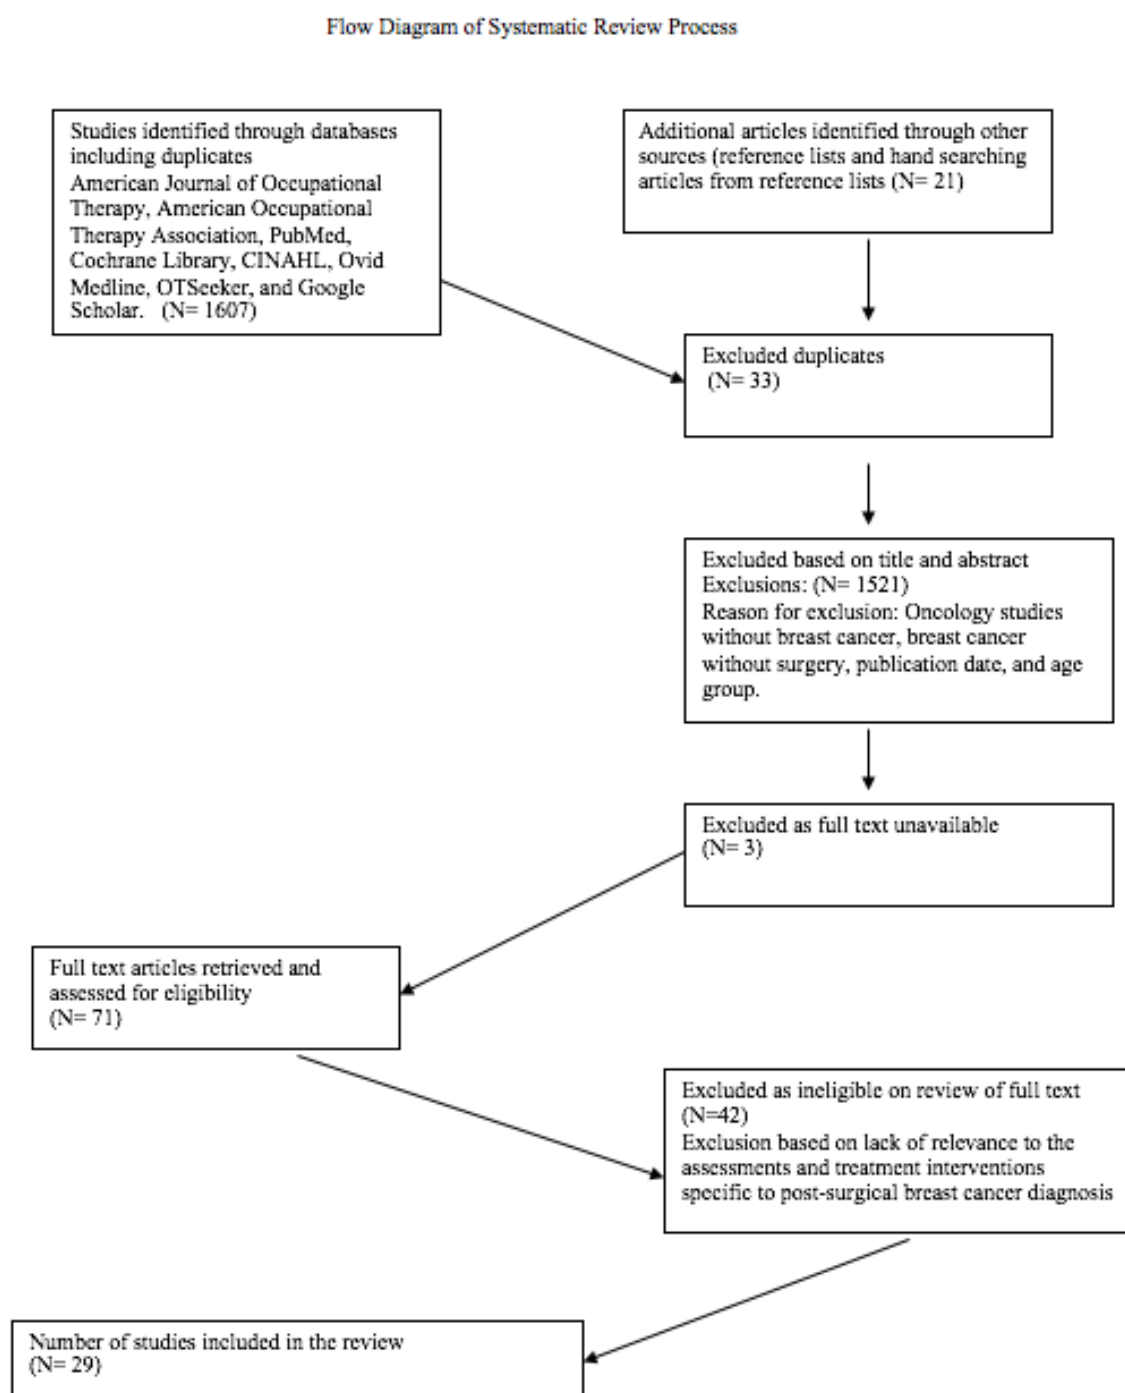 Flow Diagram of Systematic Review Process
Studies identified through databases
including duplicates
American Journal of Occupational
Therapy, American Occupational
Therapy Association, PubMed,
Cochrane Library, CINAHL, Ovid
Medline, OTSeeker, and Google
Scholar. (N= 1607)
Additional articles identified through other
sources (reference lists and hand searching
articles from reference lists (N= 21)
Excluded duplicates
(N= 33)
Excluded based on title and abstract
Exclusions: (N= 1521)
Reason for exclusion: Oncology studies
without breast cancer, breast cancer
without surgery, publication date, and age
group.
Excluded as full text unavailable
(N= 3)
Full text articles retrieved and
assessed for eligibility
(N= 71)
Excluded as ineligible on review of full text
(N=42)
Exclusion based on lack of relevance to the
assessments and treatment interventions
specific to post-surgical breast cancer diagnosis
Number of studies included in the review
(N= 29)